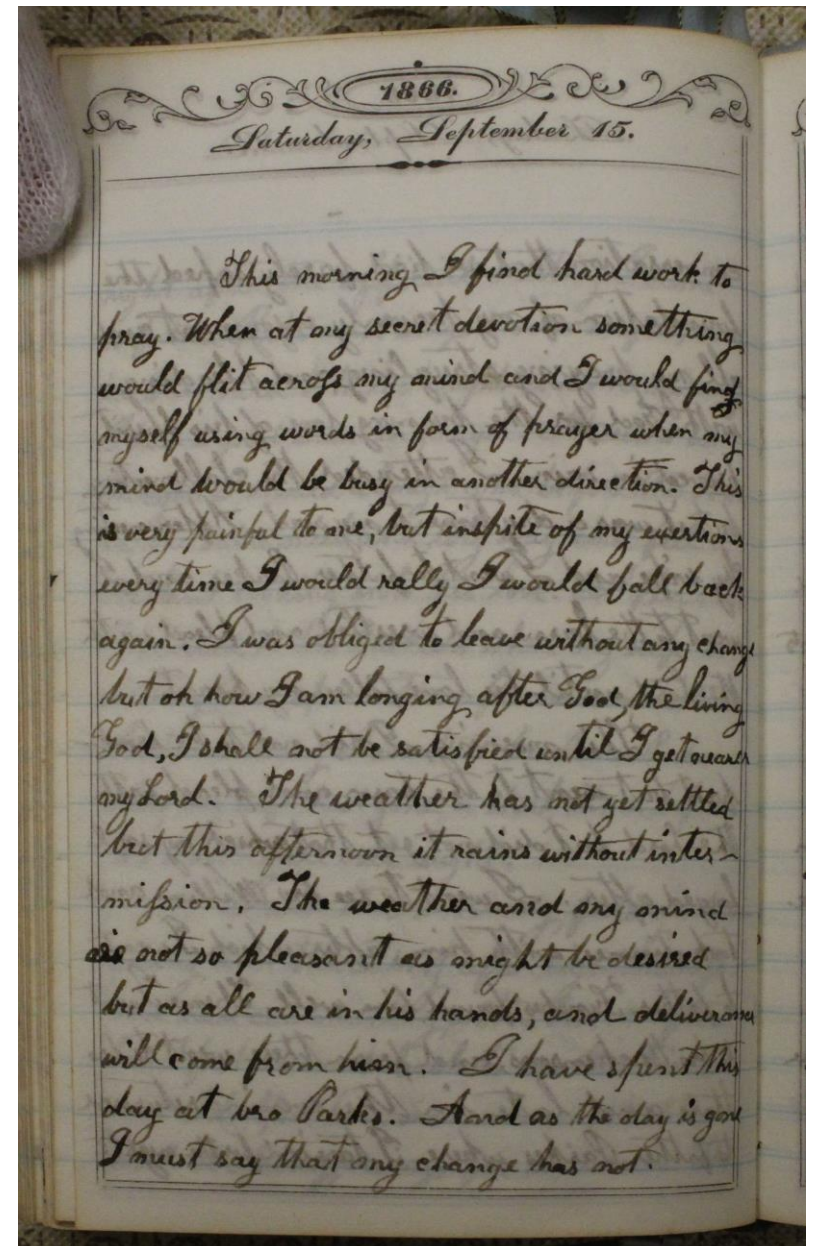 1866.
Saturday, September 15.
This morning I find hard work to
pray. When at my secret devotion something
would flit across my mind and I would find
myself using words in form of prayer when my
mind would be busy in another direction. This
is very painful to me, but inspite of my exertions
every time I would rally I would fall back
again. I was obliged to leave without any change
but oh how I am longing after God, the living
God, I shall not be satisfied until I get nearer
my Lord. The weather has not yet settled
but this afternoon it rains without inter-
mission. The weather and my mind
are not so pleasant as might be desired
but as all are in his hands, and deliverance
will come from him. I have spent this
day at bro Parks. And as the day is gone
I must say that my change has not.